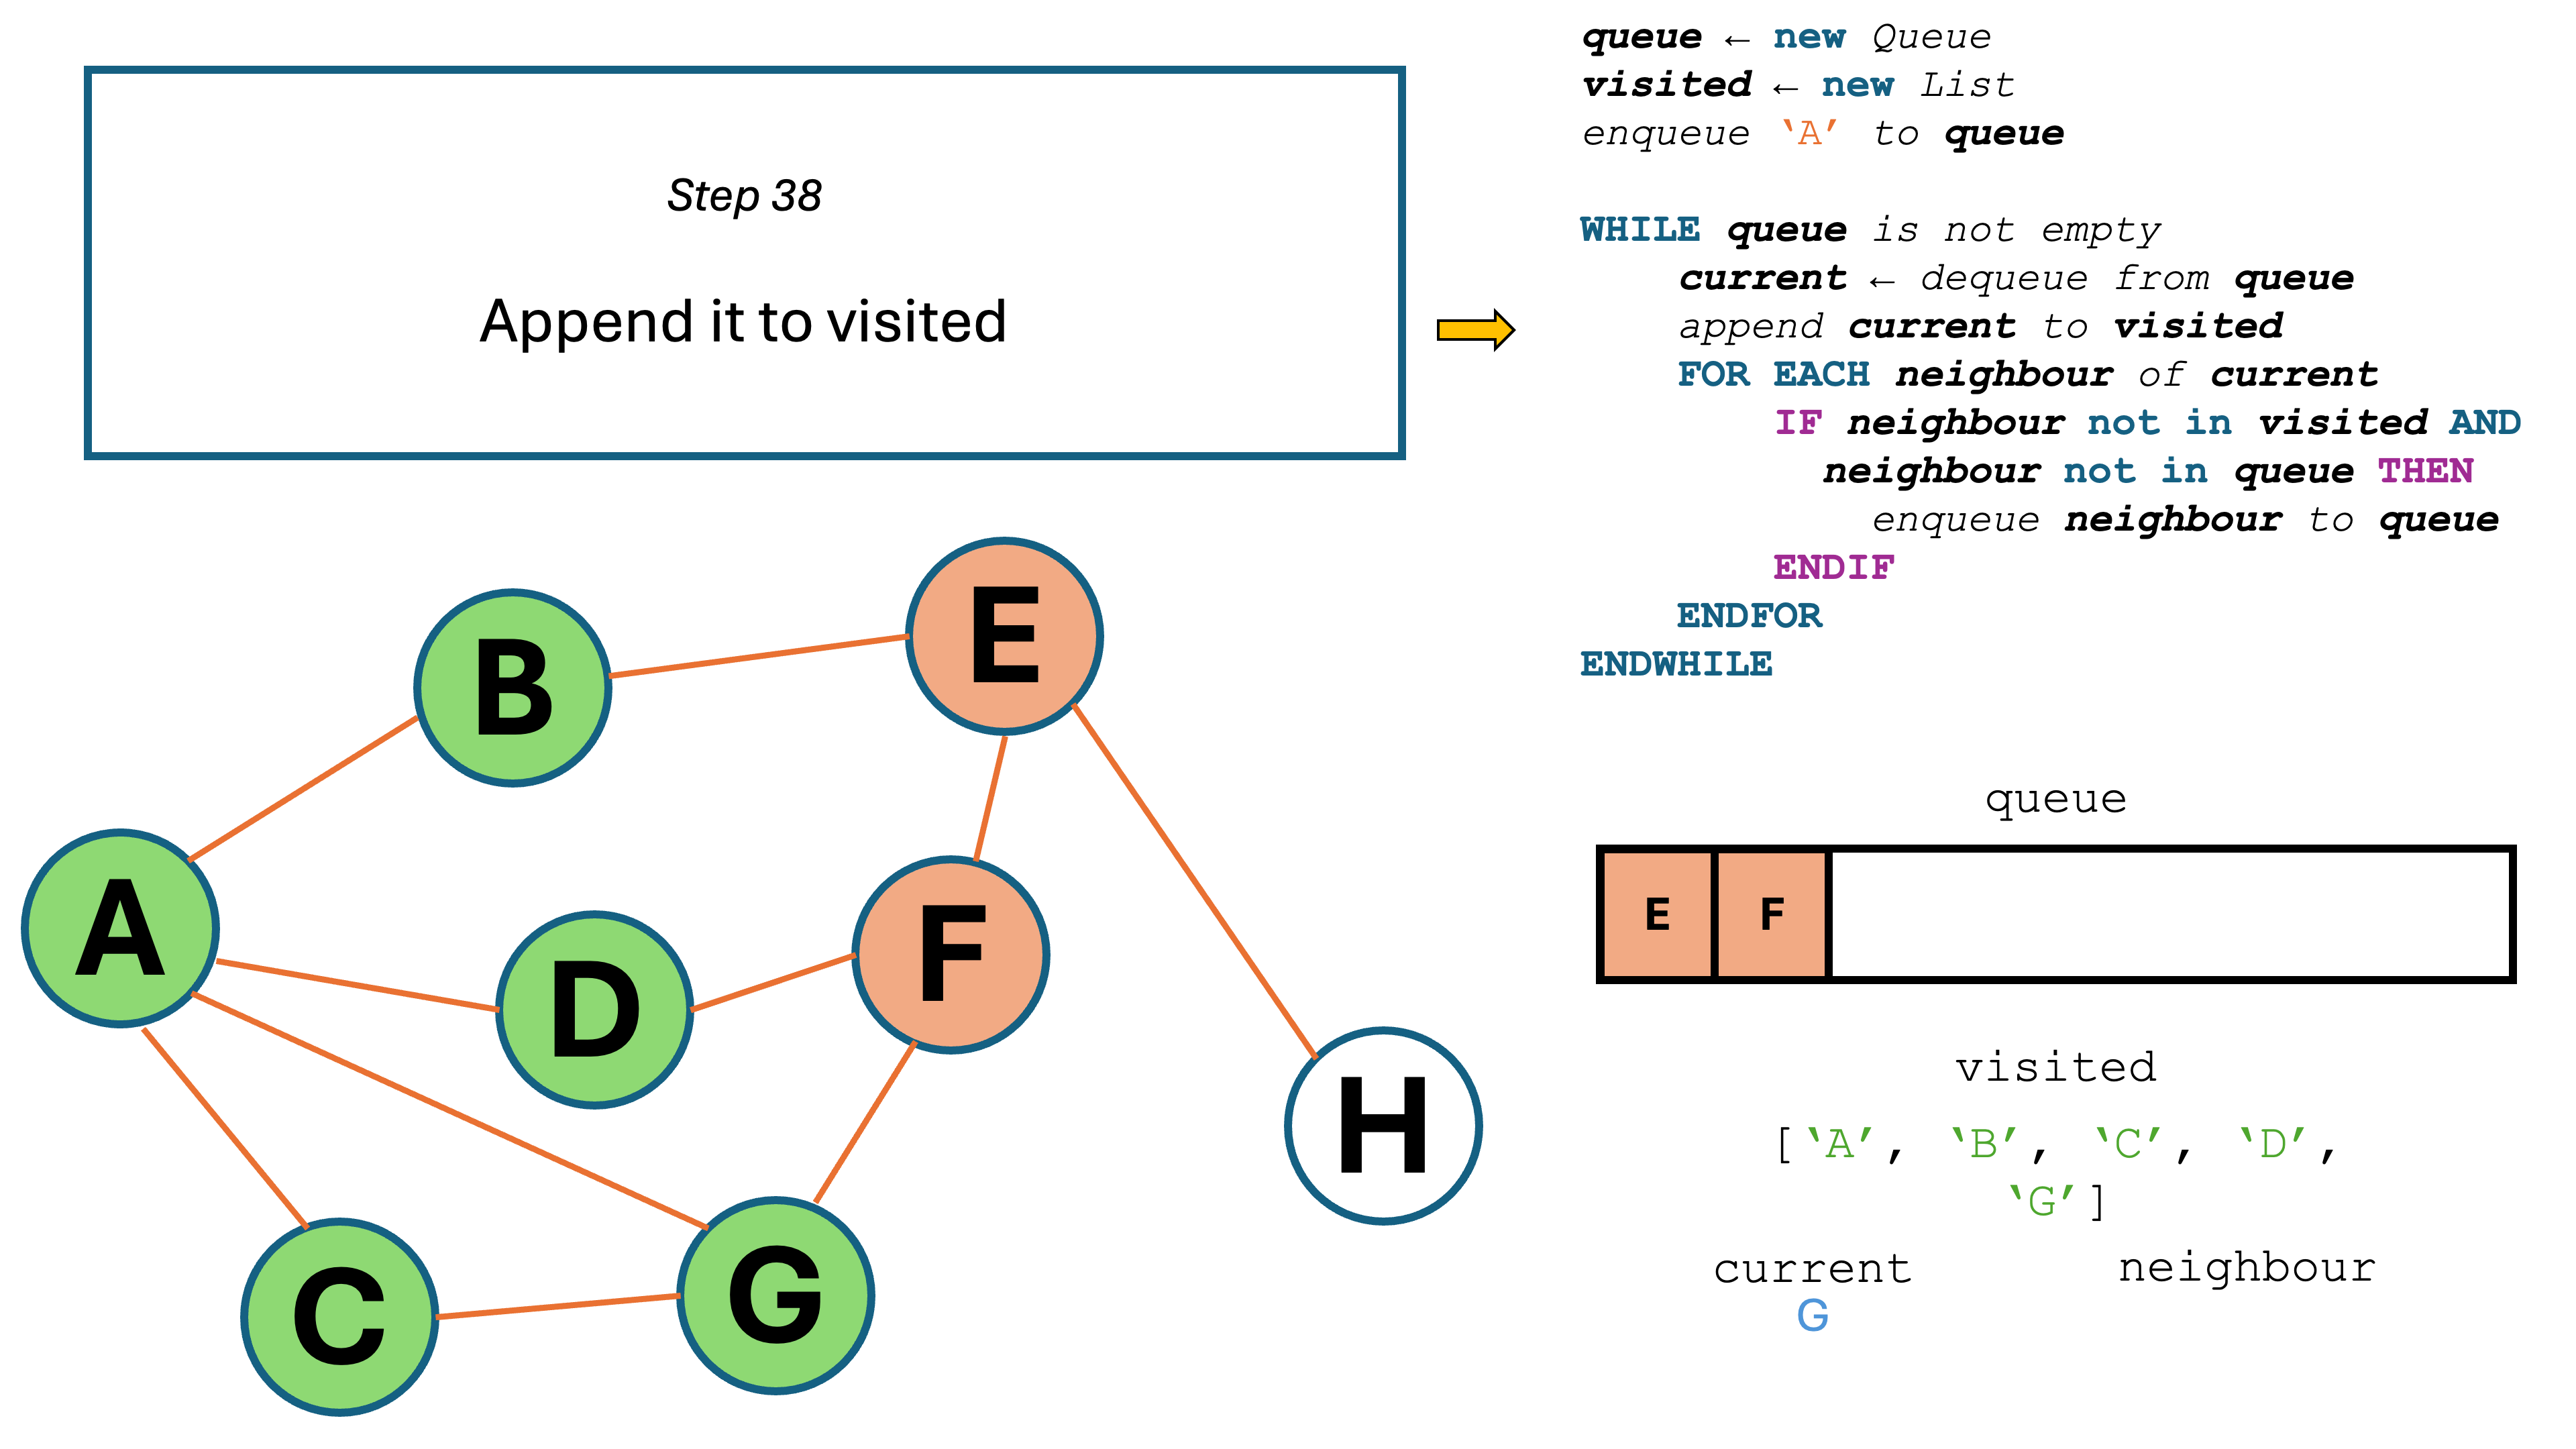 Step 38
Append it to visited
queue ← new Queue
visited ← new List
enqueue ‘A’ to queue
WHILE queue is not empty
current ← dequeue from queue
append current to visited
FOR EACH neighbour of current
IF neighbour not in visited AND
neighbour not in queue THEN
enqueue neighbour to queue
ENDIF
ENDFOR
ENDWHILE
B
E
A
D
F
H
C
G
queue
E F
visited
[‘A’, ‘B’, ‘C’, ‘D’,
‘G’]
current neighbour
G